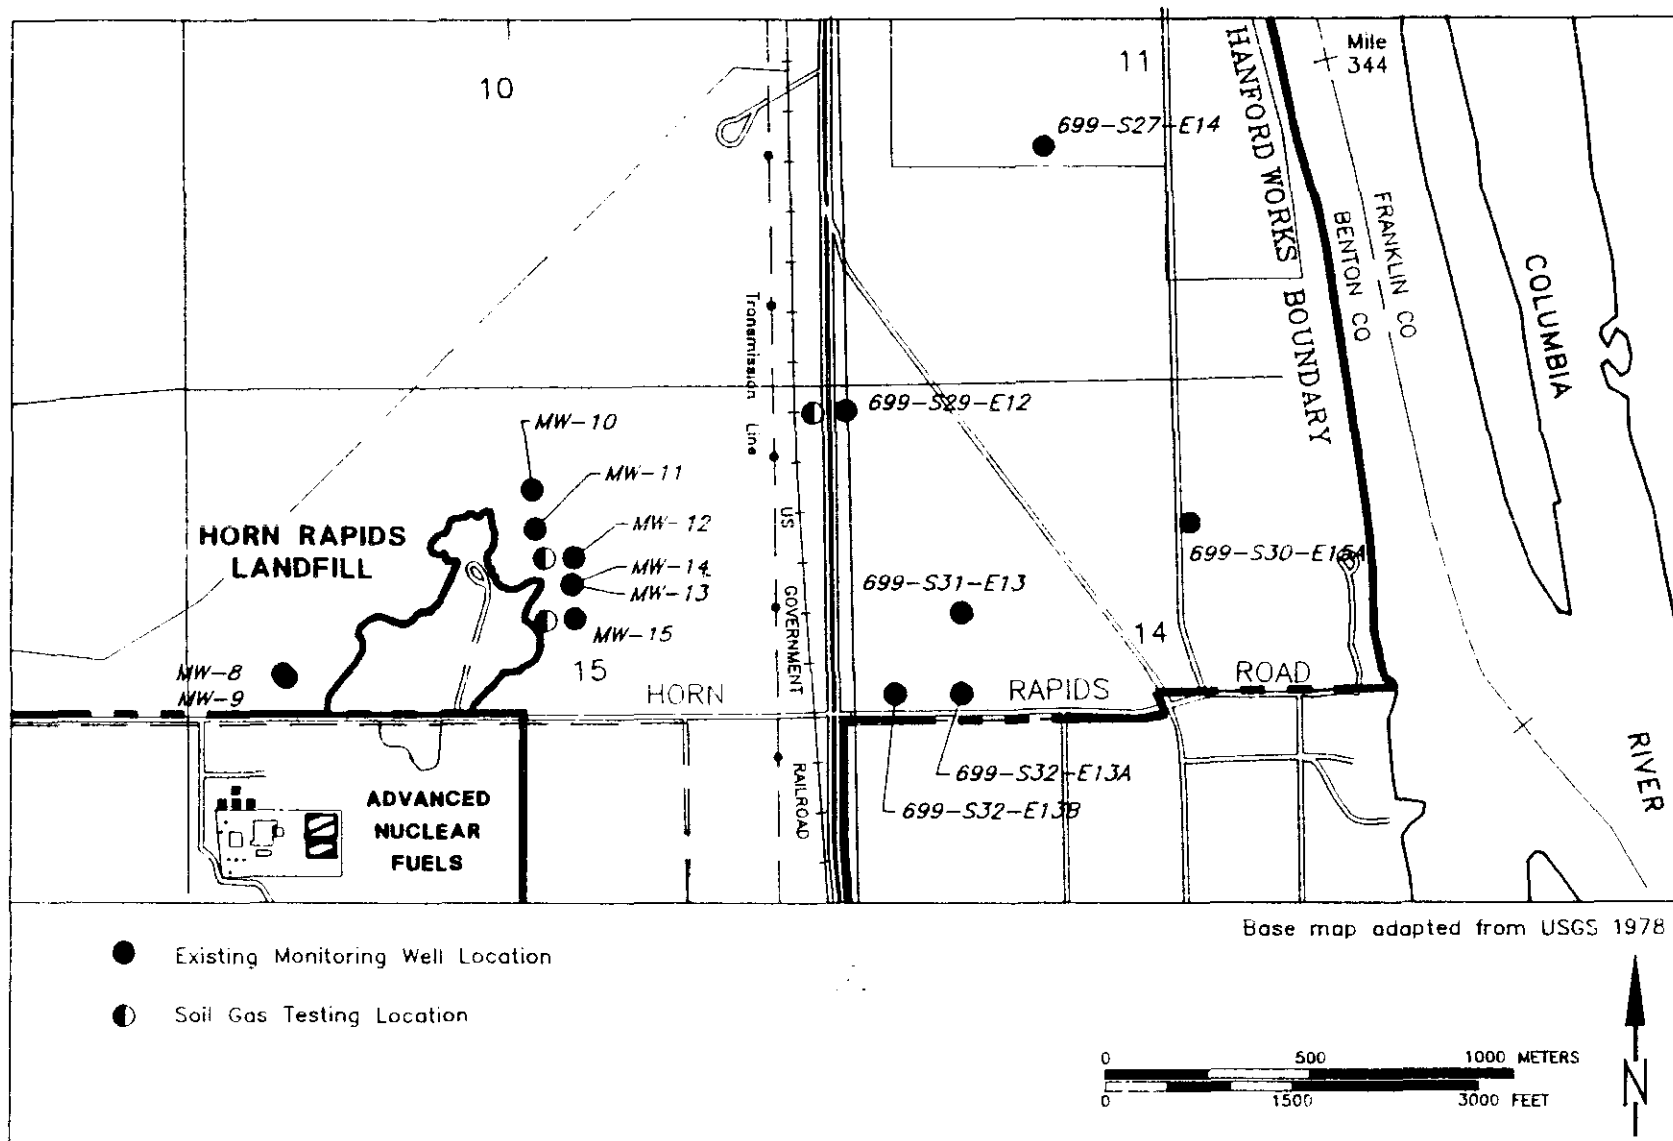 10
11
Mile
344
699-S27-E14
HANFORD WORKS BOUNDARY
FRANKLIN CO
BENTON CO
COLUMBIA
RIVER
Transmission Line
699-S29-E12
MW-10
MW-11
MW-12
MW-14
MW-13
MW-15
HORN RAPIDS
LANDFILL
US GOVERNMENT RAILROAD
699-S30-E15A
699-S31-E13
14
15
MW-8
MW-9
HORN RAPIDS ROAD
699-S32-E13A
699-S32-E13B
ADVANCED
NUCLEAR
FUELS
Base map adapted from USGS 1978
Existing Monitoring Well Location
Soil Gas Testing Location
0 500 1000 METERS
0 1500 3000 FEET
N